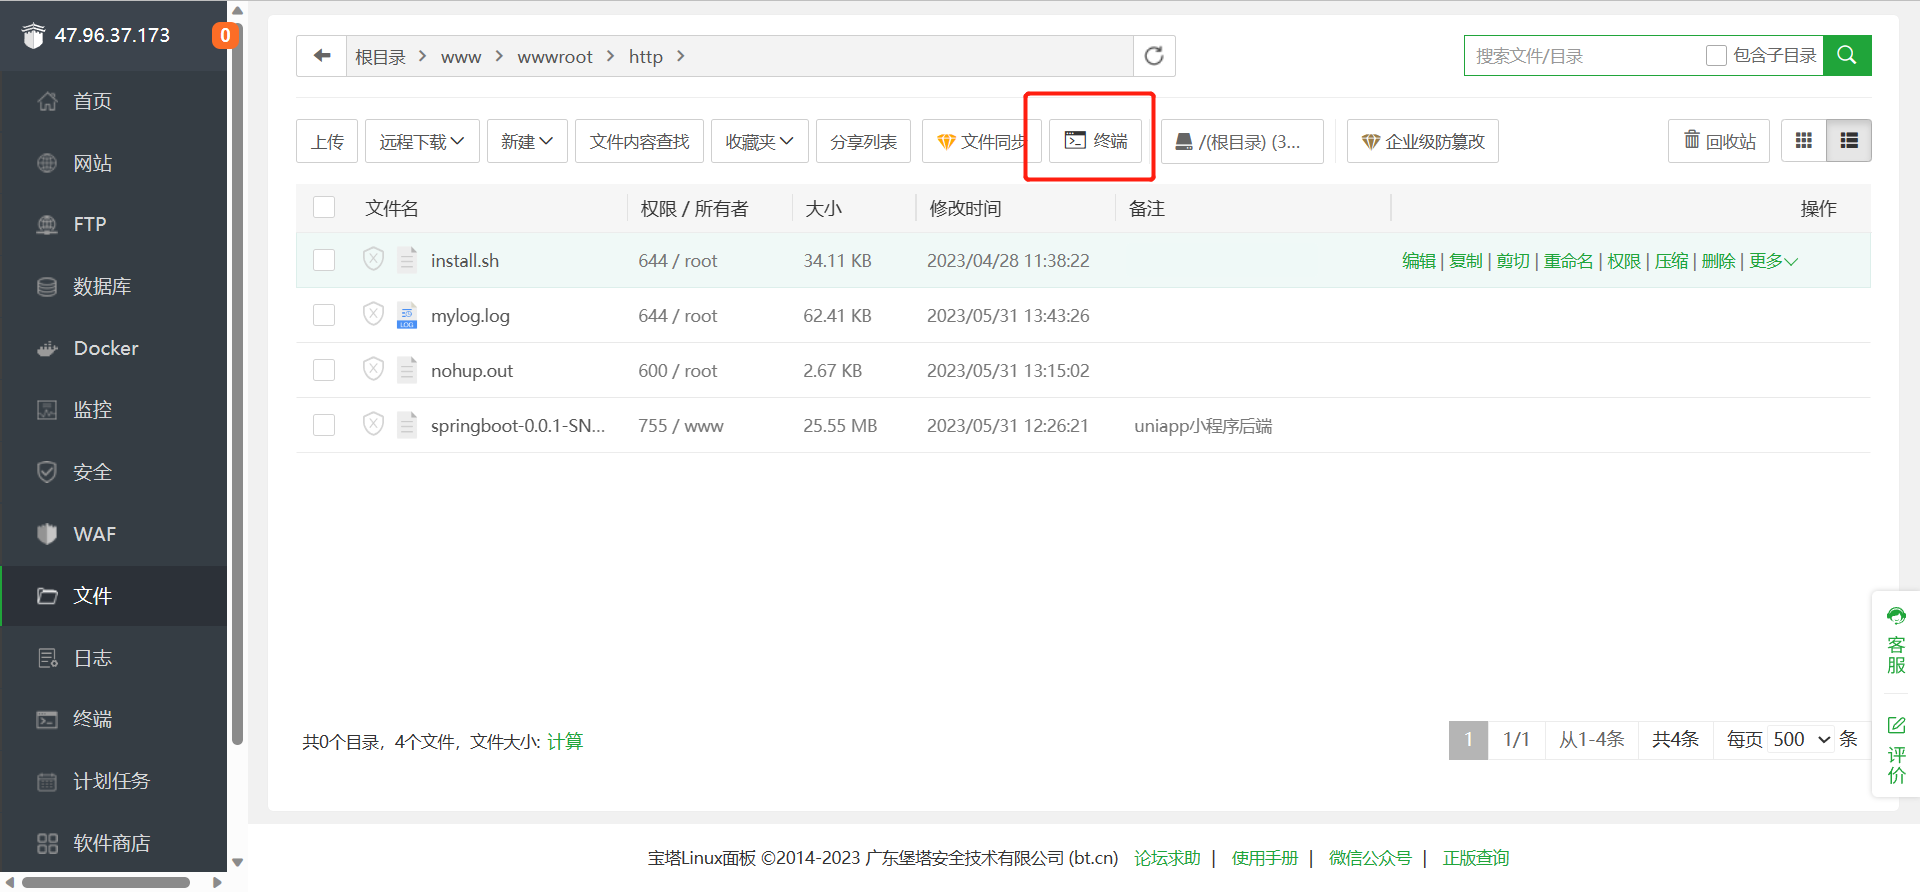 47.96.37.173
0
首页
网站
FTP
数据库
Docker
监控
安全
WAF
文件
日志
终端
计划任务
软件商店
根目录 www wwwroot http
搜索文件/目录 包含子目录
上传 远程下载 新建 文件内容查找 收藏夹 分享列表 文件同步 终端 /(根目录) (3... 企业级防篡改 回收站
文件名 权限 / 所有者 大小 修改时间 备注 操作
install.sh 644 / root 34.11 KB 2023/04/28 11:38:22 编辑 | 复制 | 剪切 | 重命名 | 权限 | 压缩 | 删除 | 更多
mylog.log 644 / root 62.41 KB 2023/05/31 13:43:26
LOG
nohup.out 600 / root 2.67 KB 2023/05/31 13:15:02
springboot-0.0.1-SN... 755 / www 25.55 MB 2023/05/31 12:26:21 uniapp小程序后端
共0个目录，4个文件，文件大小: 计算
1 1/1 从1-4条 共4条 每页 500 条
客服
评价
宝塔Linux面板 ©2014-2023 广东堡塔安全技术有限公司 (bt.cn) 论坛求助 | 使用手册 | 微信公众号 | 正版查询